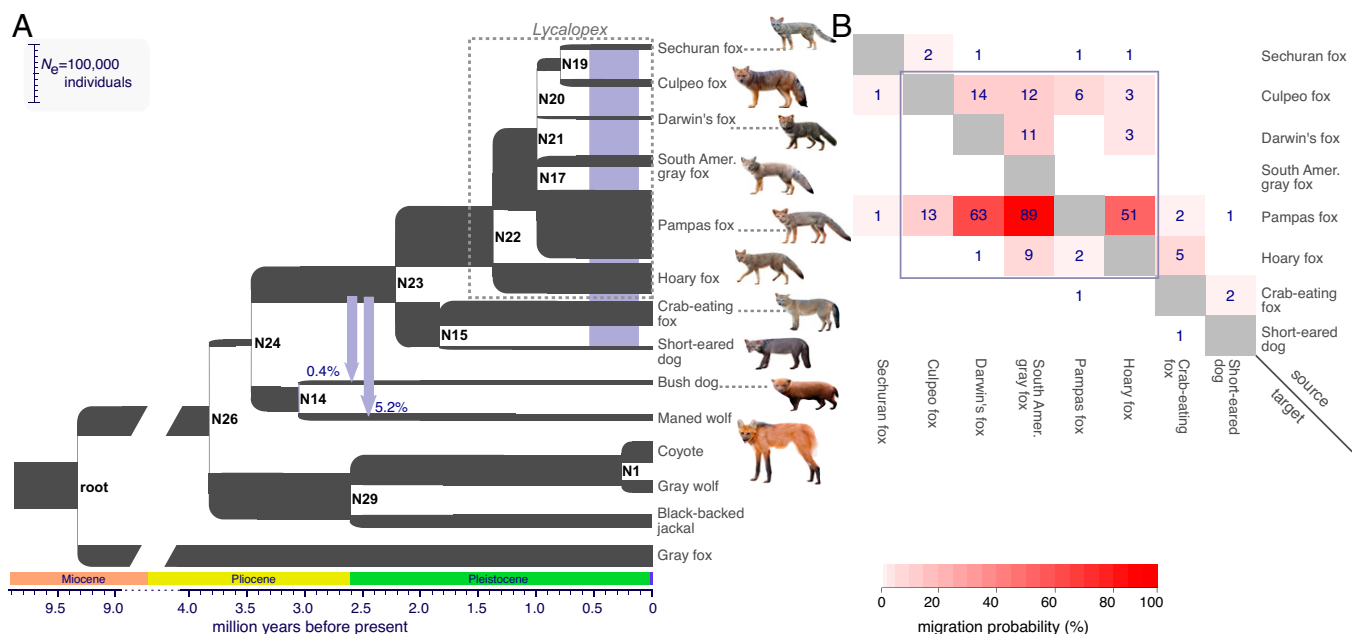 A
Ne=100,000
individuals
Lycalopex
N19
N20
N21
N17
N22
N23
N15
N24
N14
N26
N1
N29
root
0.4%
5.2%
Sechuran fox
Culpeo fox
Darwin's fox
South Amer.
gray fox
Pampas fox
Hoary fox
Crab-eating
fox
Short-eared
dog
Bush dog
Maned wolf
Coyote
Gray wolf
Black-backed
jackal
Gray fox
Miocene
Pliocene
Pleistocene
9.5 9.0 4.0 3.5 3.0 2.5 2.0 1.5 1.0 0.5 0
million years before present
B
2 1 1 1 Sechuran fox
1 14 12 6 3 Culpeo fox
11 3 Darwin's fox
South Amer.
gray fox
1 13 63 89 51 2 1 Pampas fox
1 9 2 5 Hoary fox
1 2 Crab-eating
fox
1 Short-eared
dog
Sechuran fox
Culpeo fox
Darwin's fox
South Amer.
gray fox
Pampas fox
Hoary fox
Crab-eating
fox
Short-eared
dog
source
target
0 20 40 60 80 100
migration probability (%)